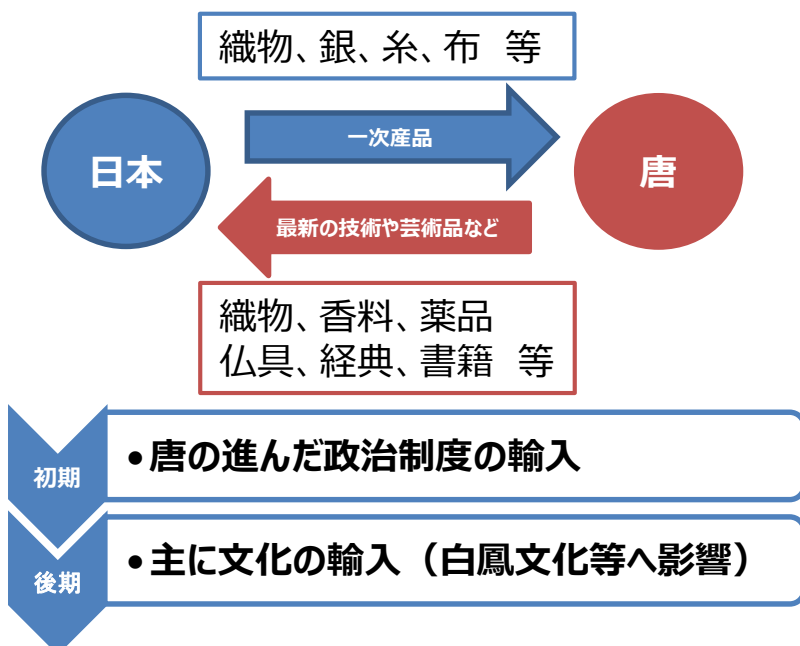 織物、銀、糸、布　等
日本
一次産品
唐
最新の技術や芸術品など
織物、香料、薬品
仏具、経典、書籍　等
初期
•唐の進んだ政治制度の輸入
後期
•主に文化の輸入（白鳳文化等へ影響）